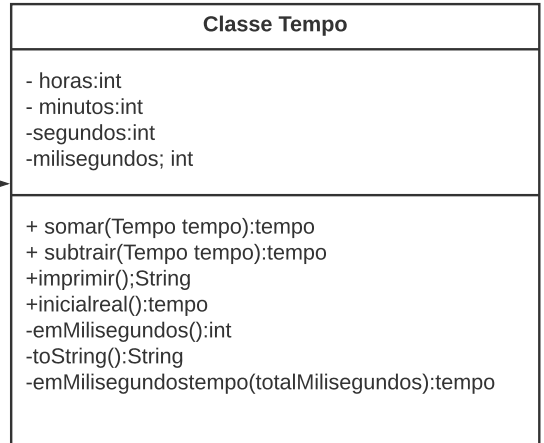 Classe Tempo
- horas:int
- minutos:int
-segundos:int
-milisegundos; int
+ somar(Tempo tempo):tempo
+ subtrair(Tempo tempo):tempo
+imprimir();String
+inicialreal():tempo
-emMilisegundos():int
-toString():String
-emMilisegundostempo(totalMilisegundos):tempo